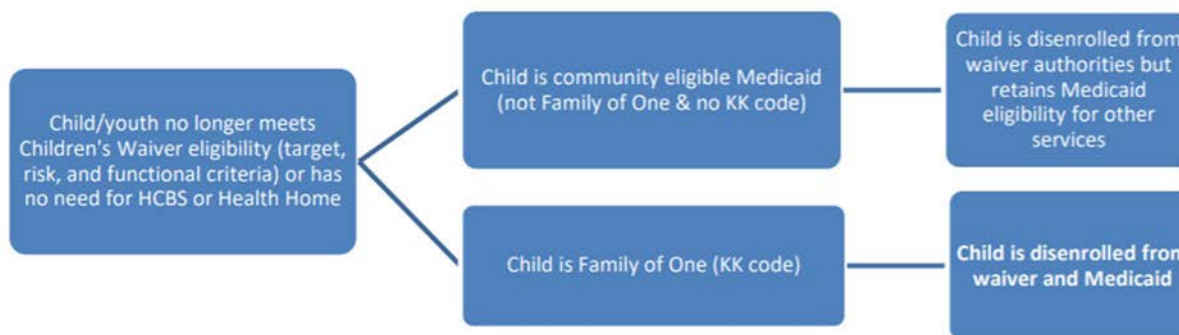 Child/youth no longer meets
Children's Waiver eligibility (target,
risk, and functional criteria) or has
no need for HCBS or Health Home
Child is community eligible Medicaid
(not Family of One & no KK code)
Child is disenrolled from
waiver authorities but
retains Medicaid
eligibility for other
services
Child is Family of One (KK code)
Child is disenrolled from
waiver and Medicaid